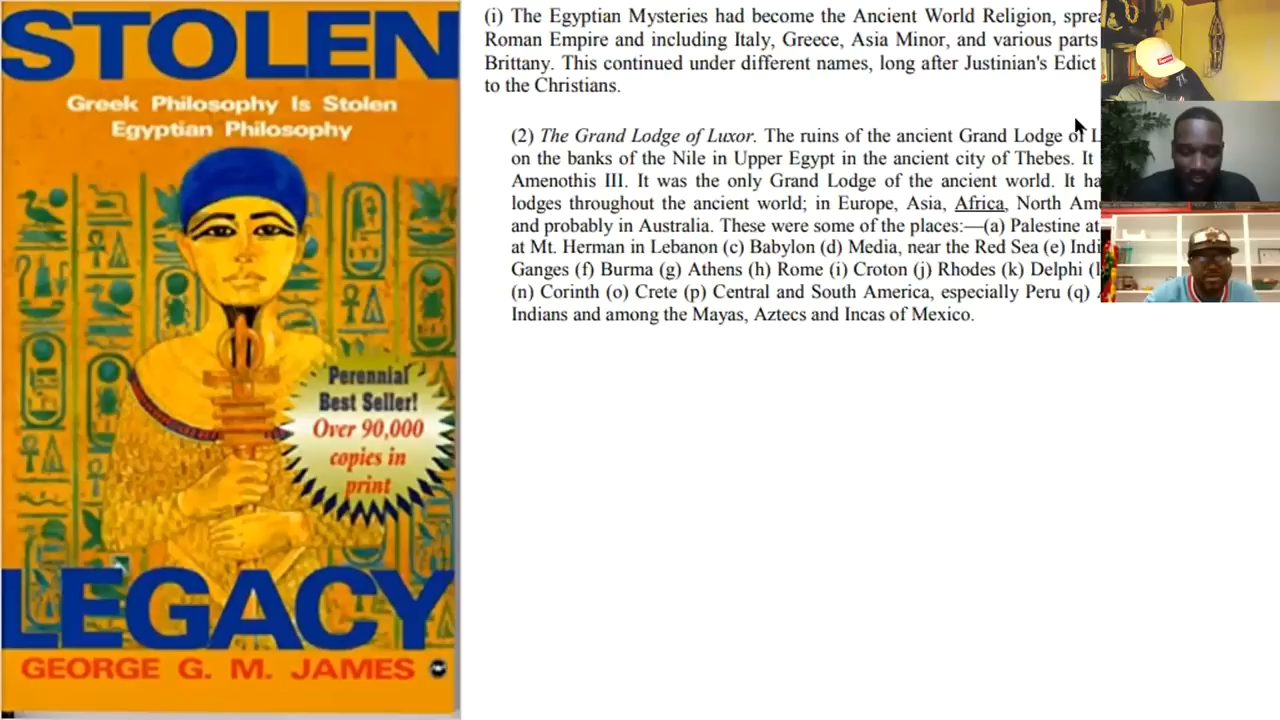 STOLEN
Greek Philosophy Is Stolen
Egyptian Philosophy
Perennial
Best Seller!
Over 90,000
copies in
print
LEGACY
GEORGE G. M. JAMES
(i) The Egyptian Mysteries had become the Ancient World Religion,
Roman Empire and including Italy, Greece, Asia Minor, and various parts
Brittany. This continued under different names, long after Justinian's Edict
to the Christians.
(2) The Grand Lodge of Luxor. The ruins of the ancient Grand Lodge of
on the banks of the Nile in Upper Egypt in the ancient city of Thebes. It
Amenothis III. It was the only Grand Lodge of the ancient world. It
lodges throughout the ancient world; in Europe, Asia, Africa, North
and probably in Australia. These were some of the places:—(a) Palestine at
at Mt. Herman in Lebanon (c) Babylon (d) Media, near the Red Sea (e)
Ganges (f) Burma (g) Athens (h) Rome (i) Croton (j) Rhodes (k) Delphi
(n) Corinth (o) Crete (p) Central and South America, especially Peru (q)
Indians and among the Mayas, Aztecs and Incas of Mexico.